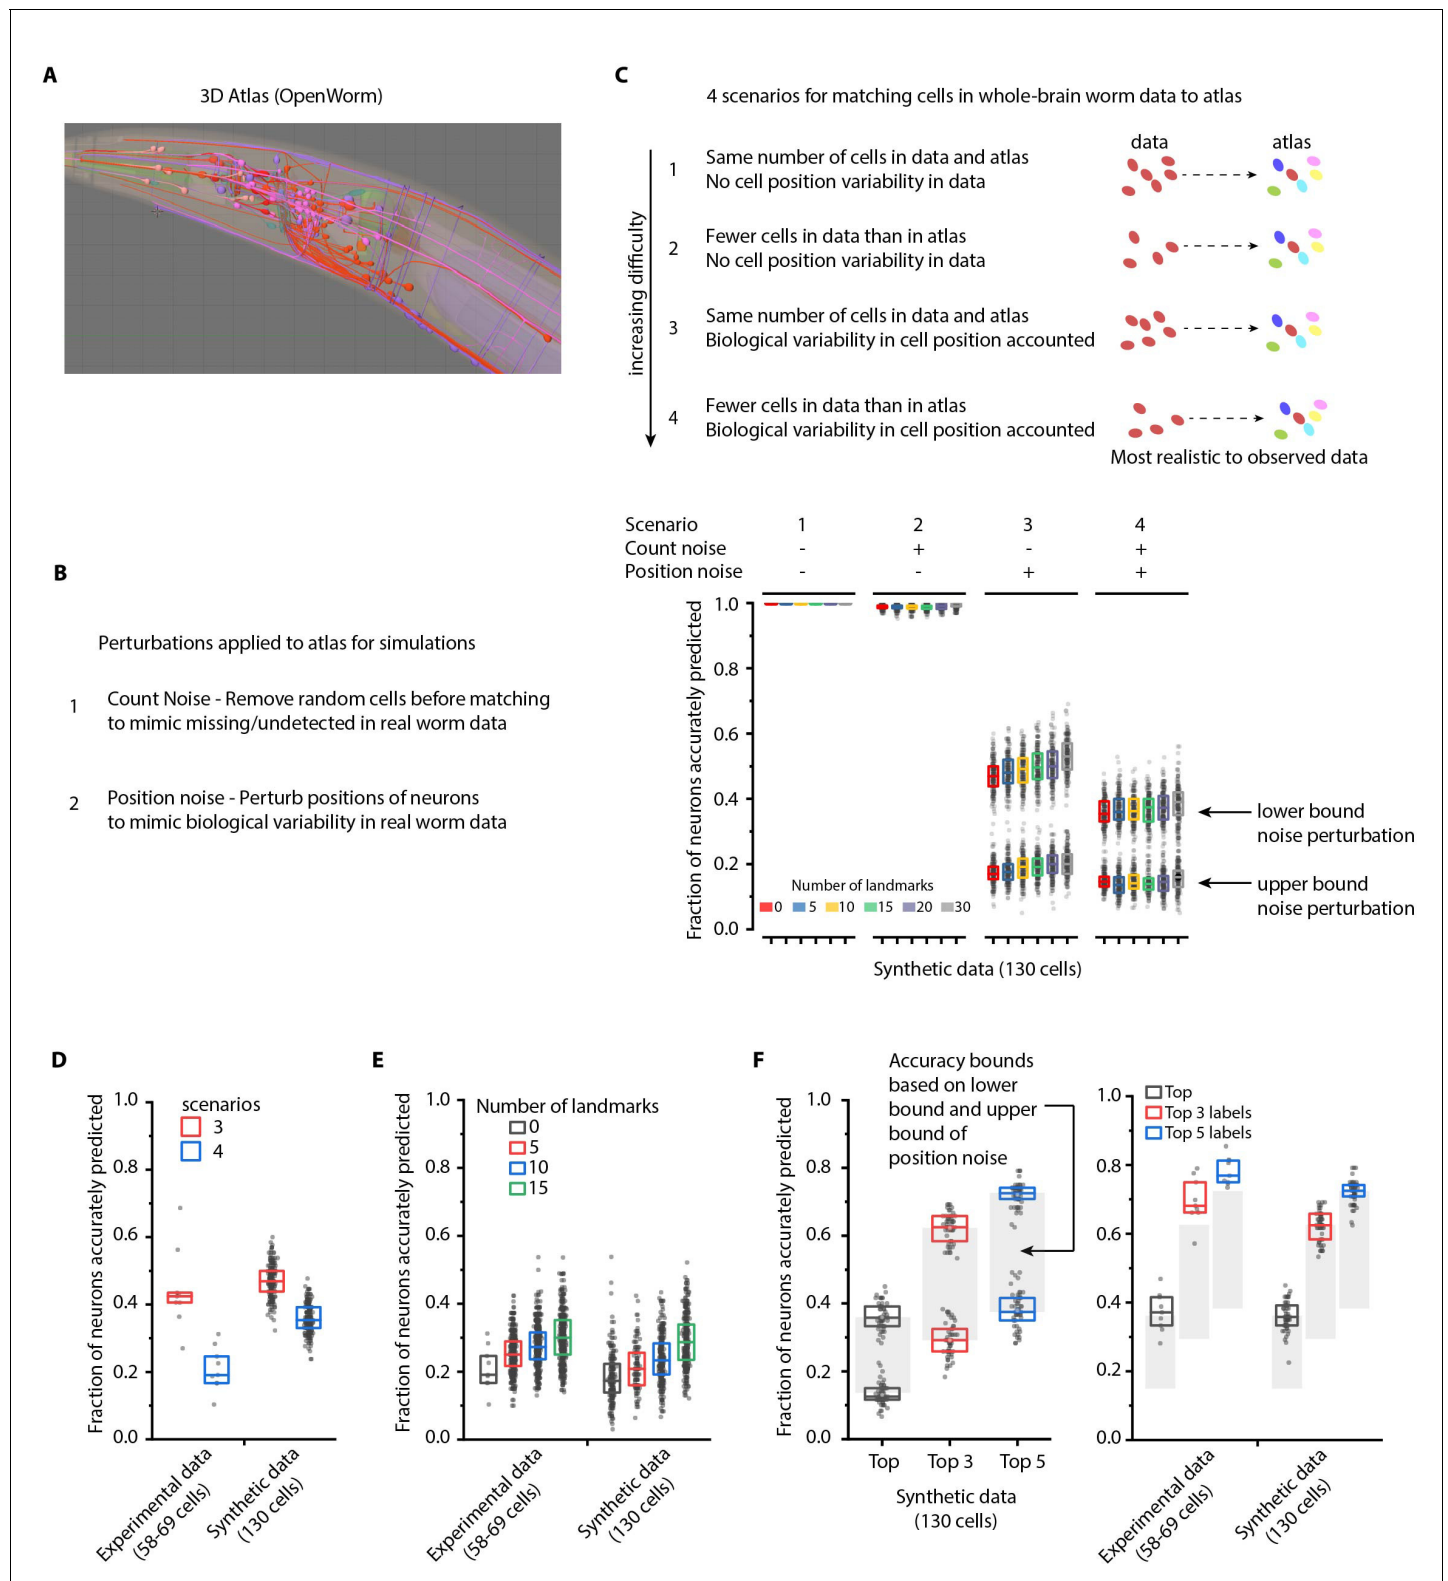 A
3D Atlas (OpenWorm)
C
4 scenarios for matching cells in whole-brain worm data to atlas
data
atlas
increasing difficulty
1
Same number of cells in data and atlas
No cell position variability in data
2
Fewer cells in data than in atlas
No cell position variability in data
3
Same number of cells in data and atlas
Biological variability in cell position accounted
4
Fewer cells in data than in atlas
Biological variability in cell position accounted
Most realistic to observed data
B
Perturbations applied to atlas for simulations
1
Count Noise - Remove random cells before matching
to mimic missing/undetected in real worm data
2
Position noise - Perturb positions of neurons
to mimic biological variability in real worm data
Scenario 1 2 3 4
Count noise - + - +
Position noise - - + +
Fraction of neurons accurately predicted
1.0
0.8
0.6
0.4
0.2
0.0
Number of landmarks
0 5 10 15 20 30
lower bound
noise perturbation
upper bound
noise perturbation
Synthetic data (130 cells)
D
Fraction of neurons accurately predicted
1.0
0.8
0.6
0.4
0.2
0.0
scenarios
3
4
Experimental data
(58-69 cells)
Synthetic data
(130 cells)
E
Fraction of neurons accurately predicted
1.0
0.8
0.6
0.4
0.2
0.0
Number of landmarks
0
5
10
15
Experimental data
(58-69 cells)
Synthetic data
(130 cells)
F
Accuracy bounds
based on lower
bound and upper
bound of
position noise
Fraction of neurons accurately predicted
1.0
0.8
0.6
0.4
0.2
0.0
Top Top 3 Top 5
Synthetic data
(130 cells)
1.0
0.8
0.6
0.4
0.2
0.0
Top
Top 3 labels
Top 5 labels
Experimental data
(58-69 cells)
Synthetic data
(130 cells)